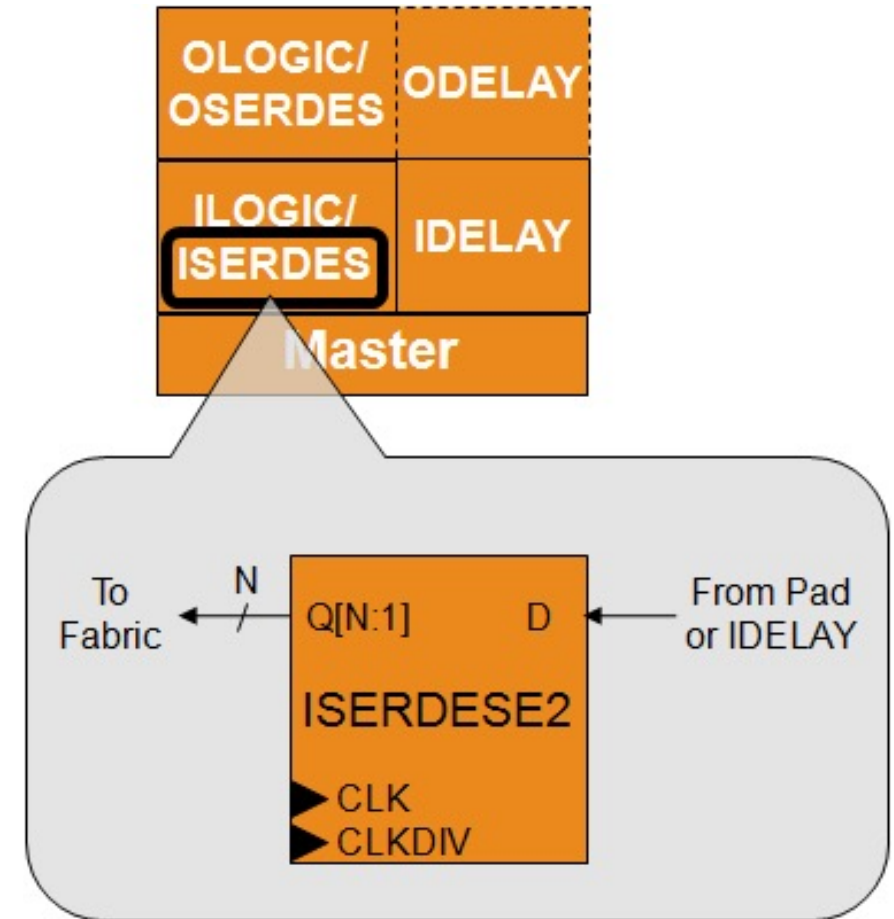 OLOGIC/
OSERDES
ODELAY
ILOGIC/
ISERDES
IDELAY
Master
To
Fabric
N
Q[N:1]
D
From Pad
or IDELAY
ISERDESE2
CLK
CLKDIV